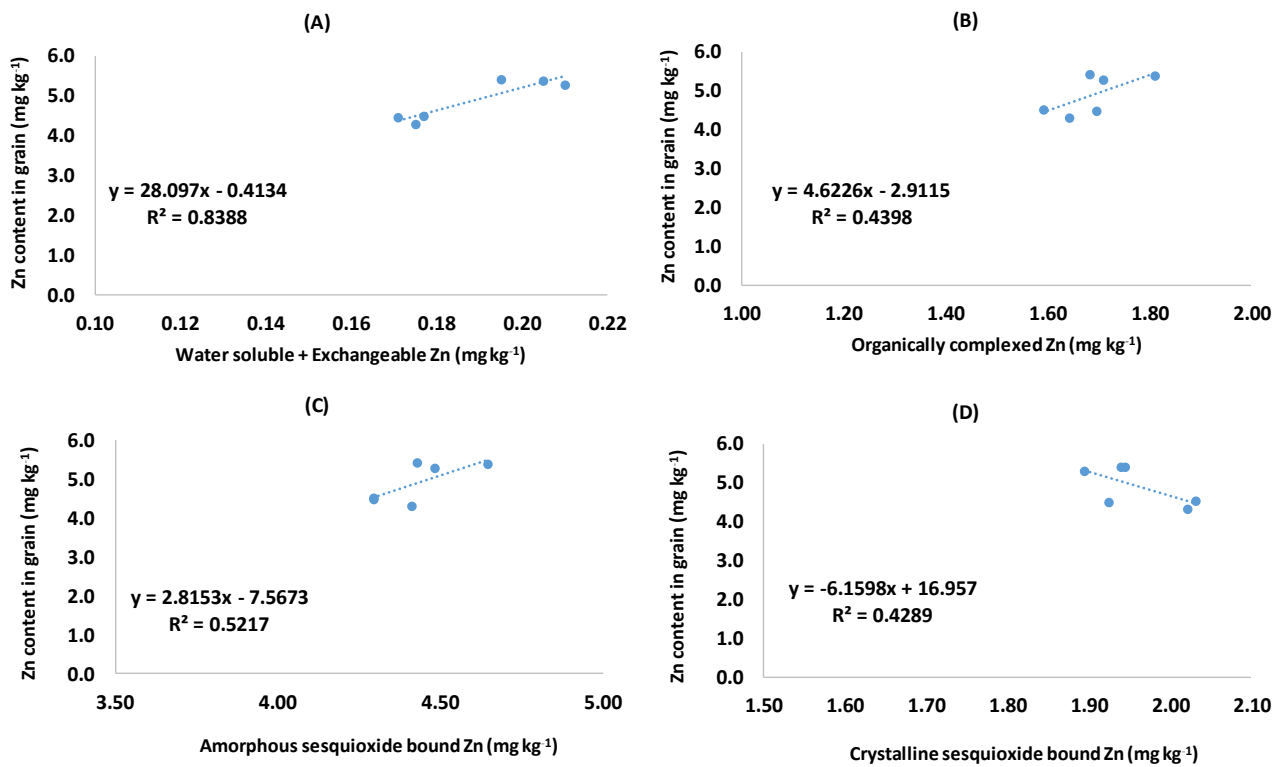 (A)
Zn content in grain (mg kg⁻¹)
6.0
5.0
4.0
3.0
2.0
1.0
0.0
y = 28.097x - 0.4134
R² = 0.8388
0.10 0.12 0.14 0.16 0.18 0.20 0.22
Water soluble + Exchangeable Zn (mg kg⁻¹)
(B)
Zn content in grain (mg kg⁻¹)
6.0
5.0
4.0
3.0
2.0
1.0
0.0
y = 4.6226x - 2.9115
R² = 0.4398
1.00 1.20 1.40 1.60 1.80 2.00
Organically complexed Zn (mg kg⁻¹)
(C)
Zn content in grain (mg kg⁻¹)
6.0
5.0
4.0
3.0
2.0
1.0
0.0
y = 2.8153x - 7.5673
R² = 0.5217
3.50 4.00 4.50 5.00
Amorphous sesquioxide bound Zn (mg kg⁻¹)
(D)
Zn content in grain (mg kg⁻¹)
6.0
5.0
4.0
3.0
2.0
1.0
0.0
y = -6.1598x + 16.957
R² = 0.4289
1.50 1.60 1.70 1.80 1.90 2.00 2.10
Crystalline sesquioxide bound Zn (mg kg⁻¹)